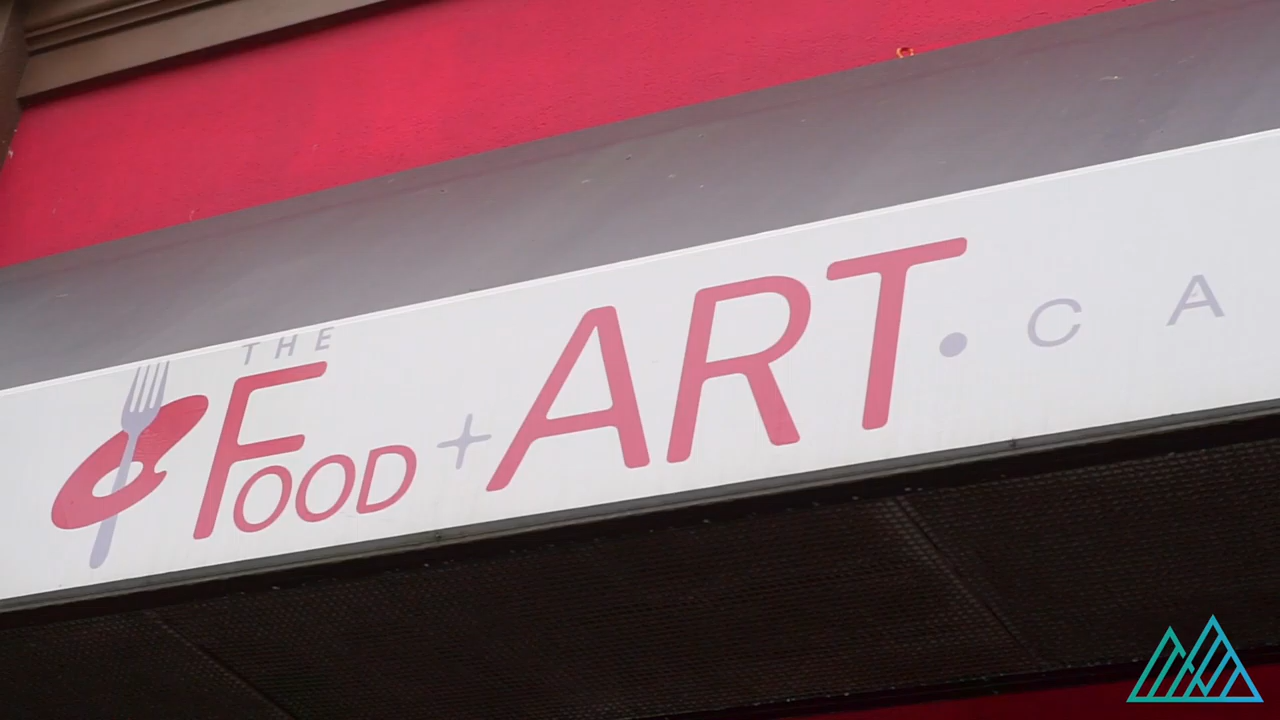 THE
FOOD + ART • CA